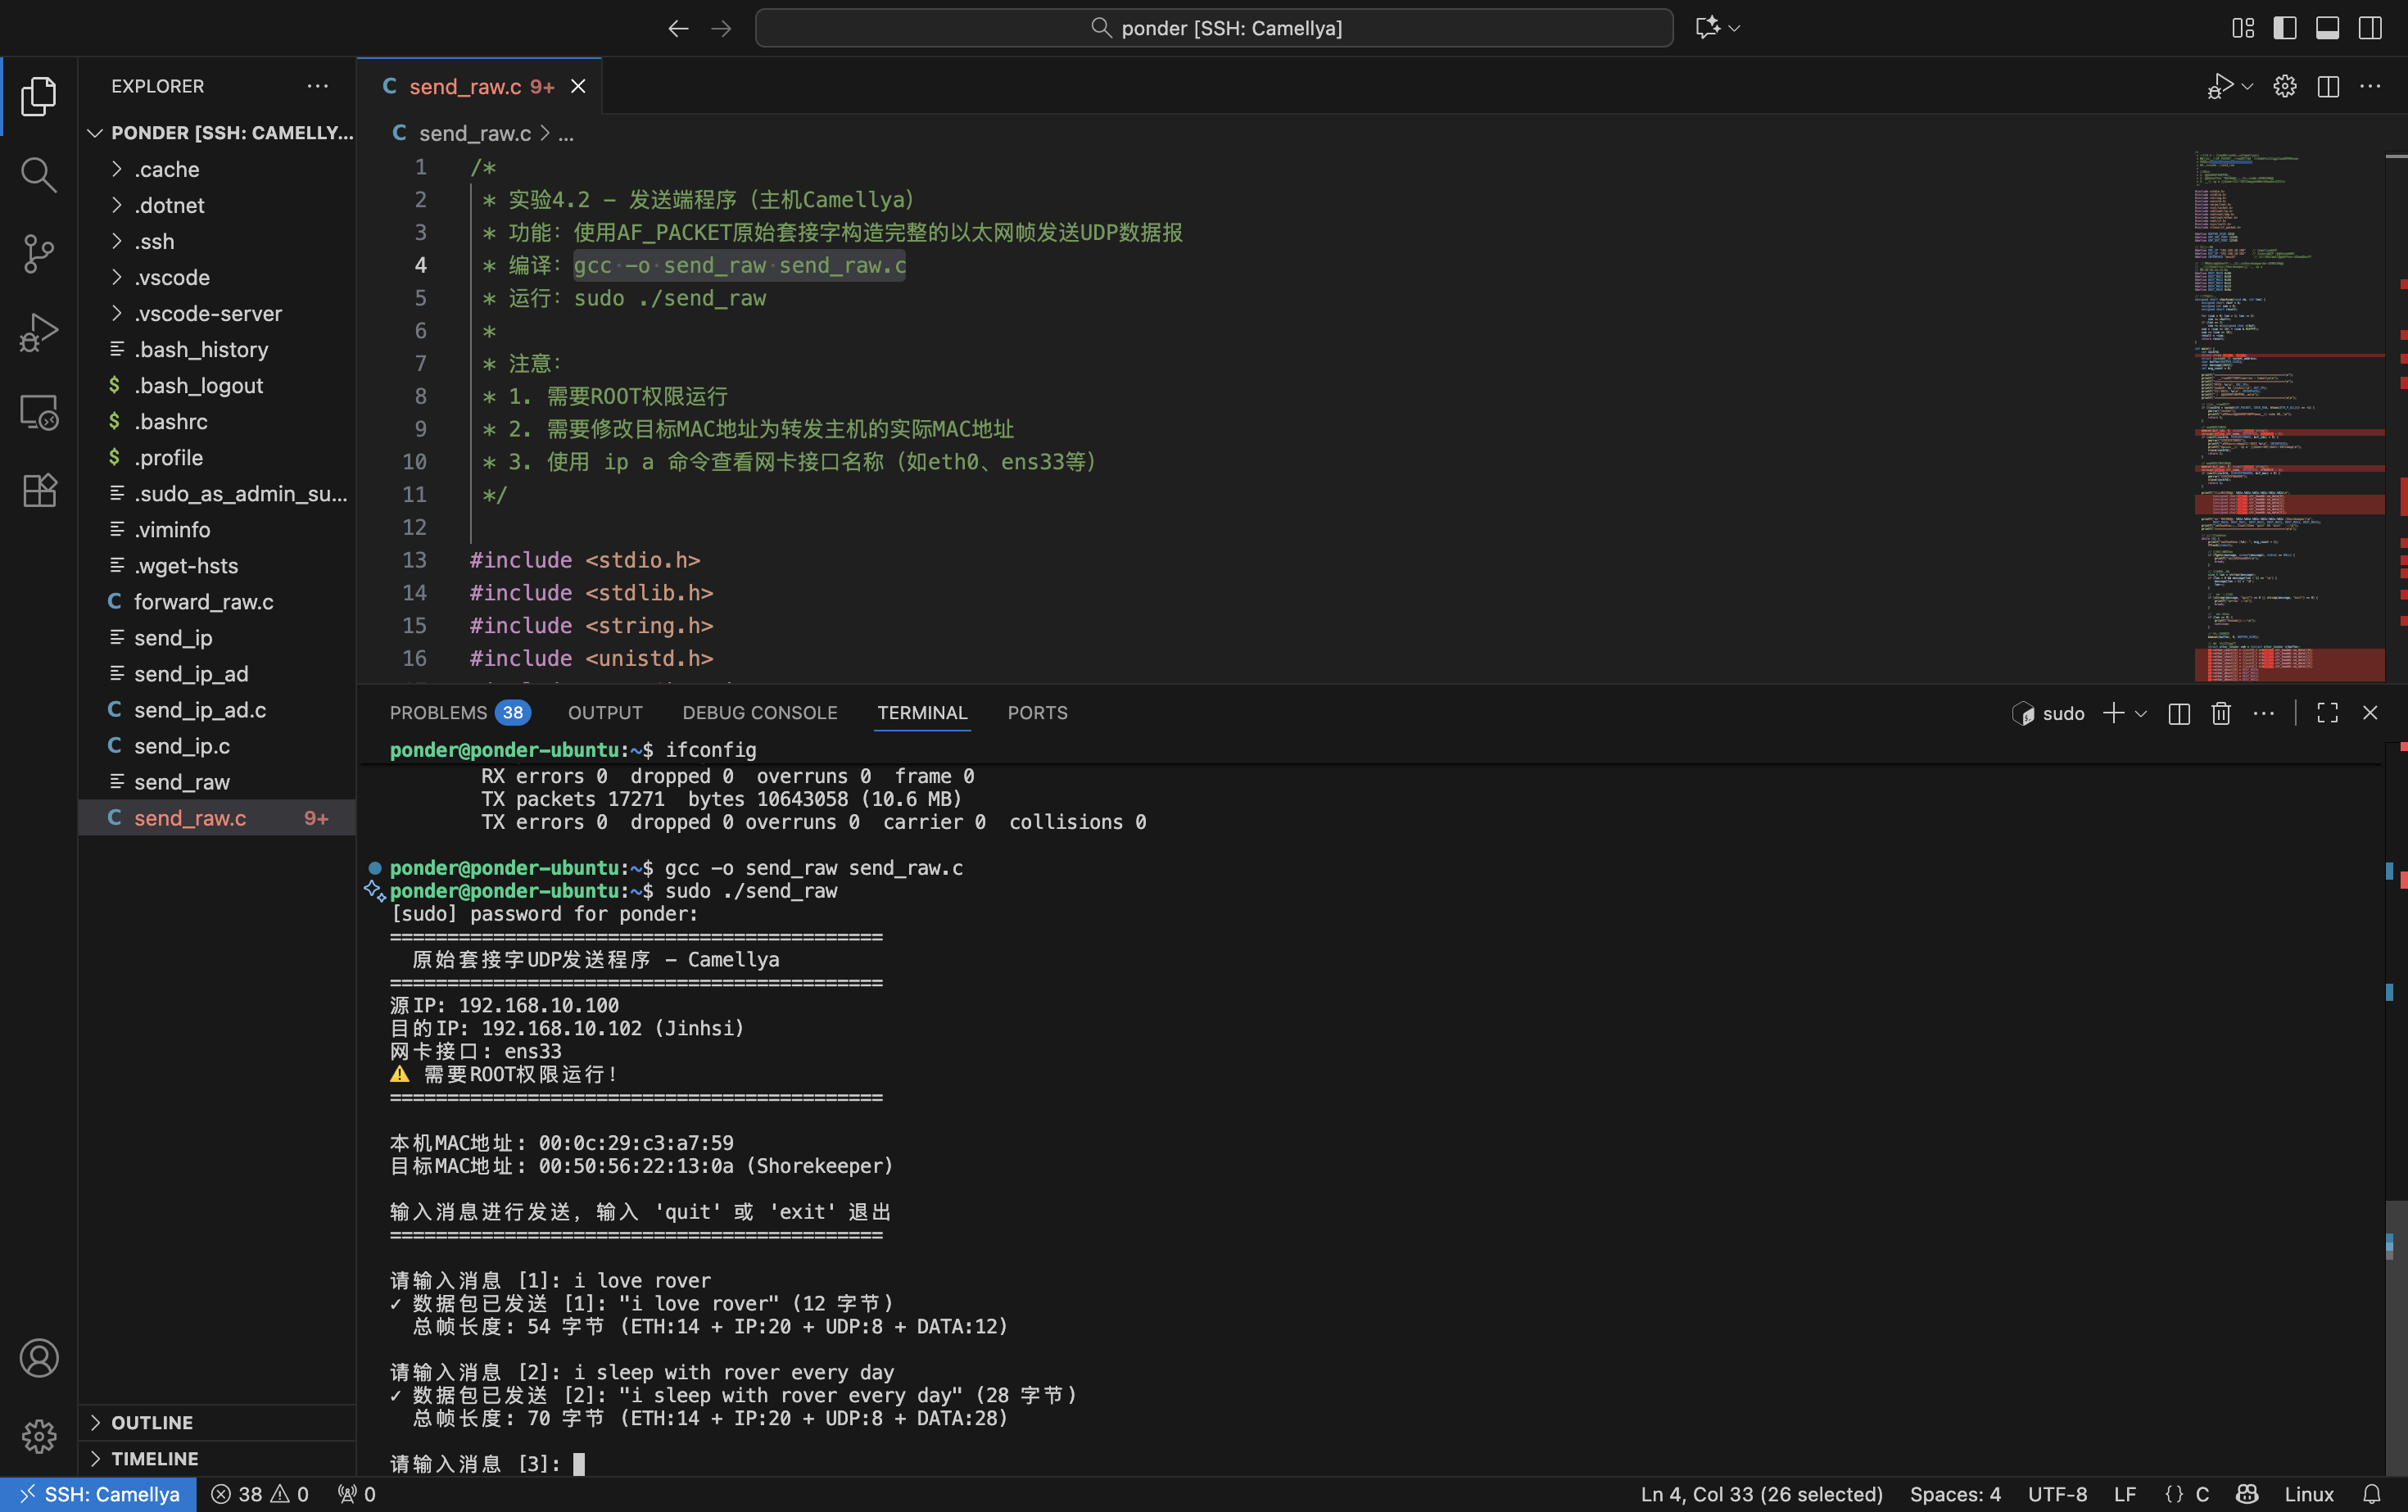 ponder [SSH: Camellya]
EXPLORER
PONDER [SSH: CAMELLY...
.cache
.dotnet
.ssh
.vscode
.vscode-server
.bash_history
.bash_logout
.bashrc
.profile
.sudo_as_admin_su...
.viminfo
.wget-hsts
forward_raw.c
send_ip
send_ip_ad
send_ip_ad.c
send_ip.c
send_raw
send_raw.c 9+
OUTLINE
TIMELINE
send_raw.c 9+
send_raw.c > ...
1 /*
2 * 实验4.2 - 发送端程序（主机Camellya）
3 * 功能：使用AF_PACKET原始套接字构造完整的以太网帧发送UDP数据报
4 * 编译：gcc -o send_raw send_raw.c
5 * 运行：sudo ./send_raw
6 *
7 * 注意：
8 * 1. 需要ROOT权限运行
9 * 2. 需要修改目标MAC地址为转发主机的实际MAC地址
10 * 3. 使用 ip a 命令查看网卡接口名称（如eth0、ens33等）
11 */
12
13 #include <stdio.h>
14 #include <stdlib.h>
15 #include <string.h>
16 #include <unistd.h>
PROBLEMS 38 OUTPUT DEBUG CONSOLE TERMINAL PORTS
sudo
ponder@ponder-ubuntu:~$ ifconfig
RX errors 0 dropped 0 overruns 0 frame 0
TX packets 17271 bytes 10643058 (10.6 MB)
TX errors 0 dropped 0 overruns 0 carrier 0 collisions 0
ponder@ponder-ubuntu:~$ gcc -o send_raw send_raw.c
ponder@ponder-ubuntu:~$ sudo ./send_raw
[sudo] password for ponder:
===========================================
原始套接字UDP发送程序 - Camellya
===========================================
源IP: 192.168.10.100
目的IP: 192.168.10.102 (Jinhsi)
网卡接口: ens33
⚠️ 需要ROOT权限运行!
===========================================
本机MAC地址: 00:0c:29:c3:a7:59
目标MAC地址: 00:50:56:22:13:0a (Shorekeeper)
输入消息进行发送, 输入 'quit' 或 'exit' 退出
===========================================
请输入消息 [1]: i love rover
✓ 数据包已发送 [1]: "i love rover" (12 字节)
总帧长度: 54 字节 (ETH:14 + IP:20 + UDP:8 + DATA:12)
请输入消息 [2]: i sleep with rover every day
✓ 数据包已发送 [2]: "i sleep with rover every day" (28 字节)
总帧长度: 70 字节 (ETH:14 + IP:20 + UDP:8 + DATA:28)
请输入消息 [3]:
SSH: Camellya 38 0 0 Ln 4, Col 33 (26 selected) Spaces: 4 UTF-8 LF {} C Linux